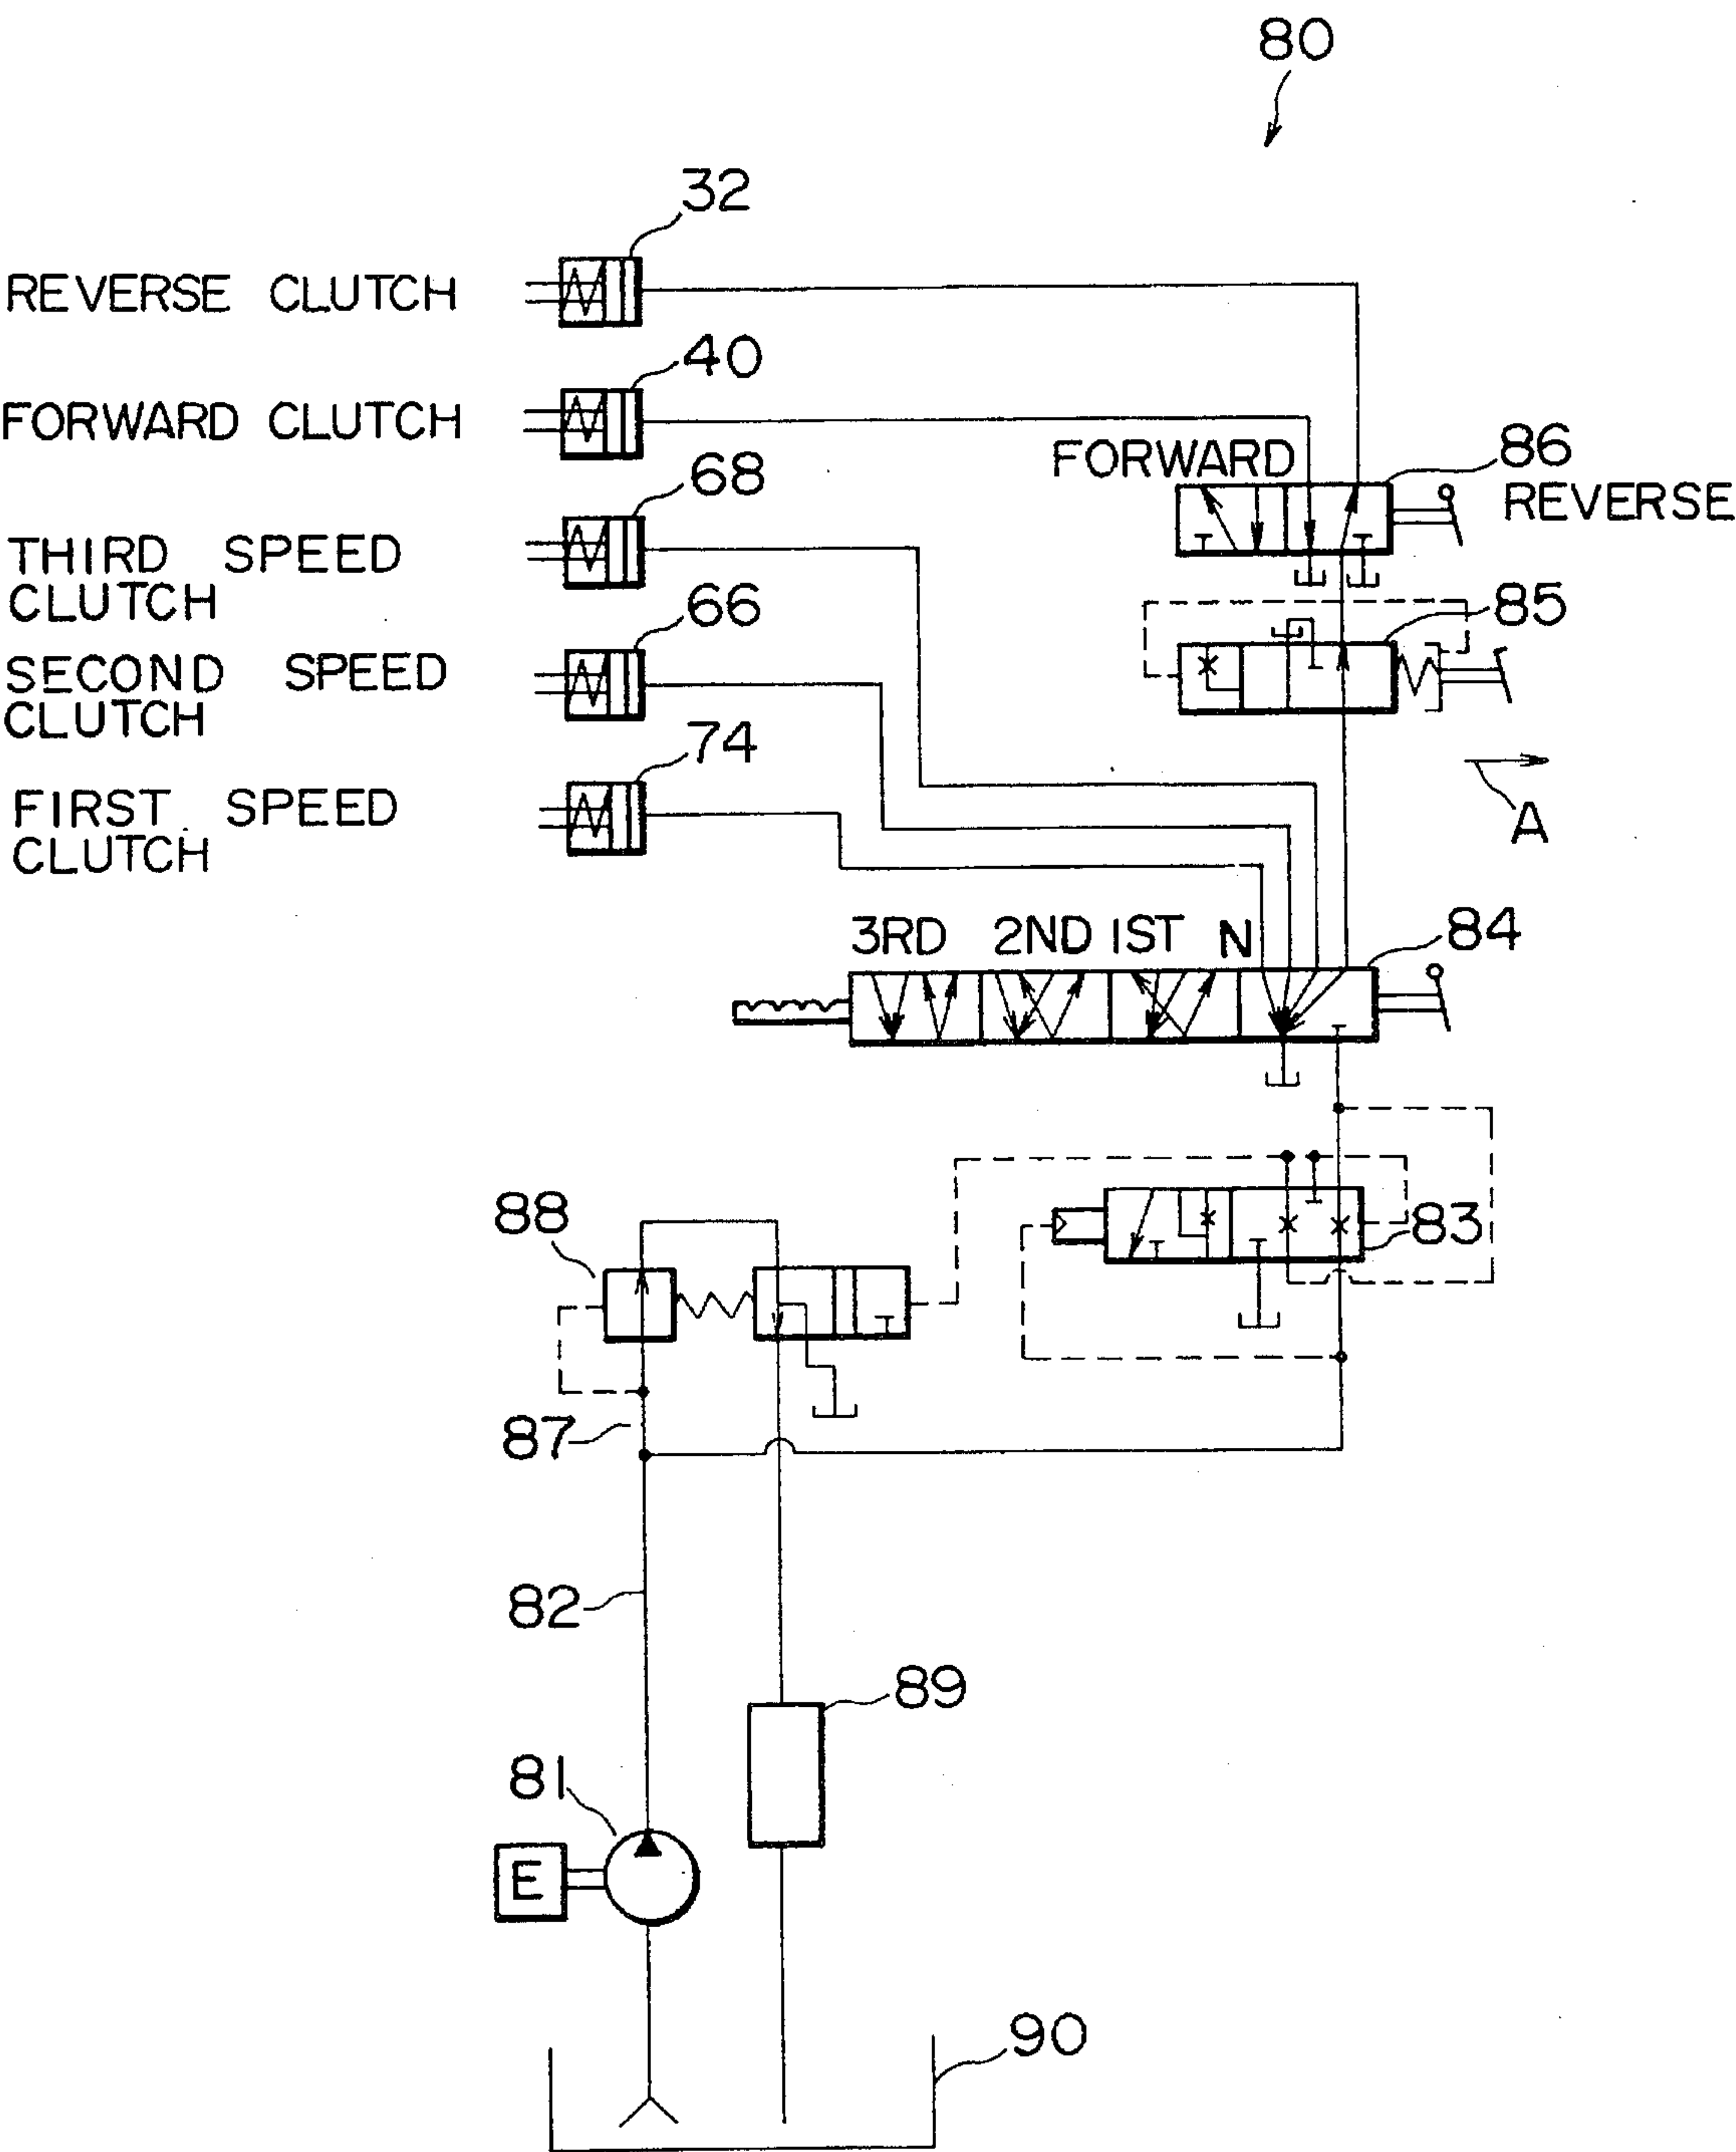 80
32
REVERSE CLUTCH
40
FORWARD CLUTCH
FORWARD
86
REVERSE
68
THIRD SPEED
CLUTCH
85
66
SECOND SPEED
CLUTCH
74
FIRST SPEED
CLUTCH
A
3RD 2ND 1ST N
84
88
83
87
82
89
81
E
90